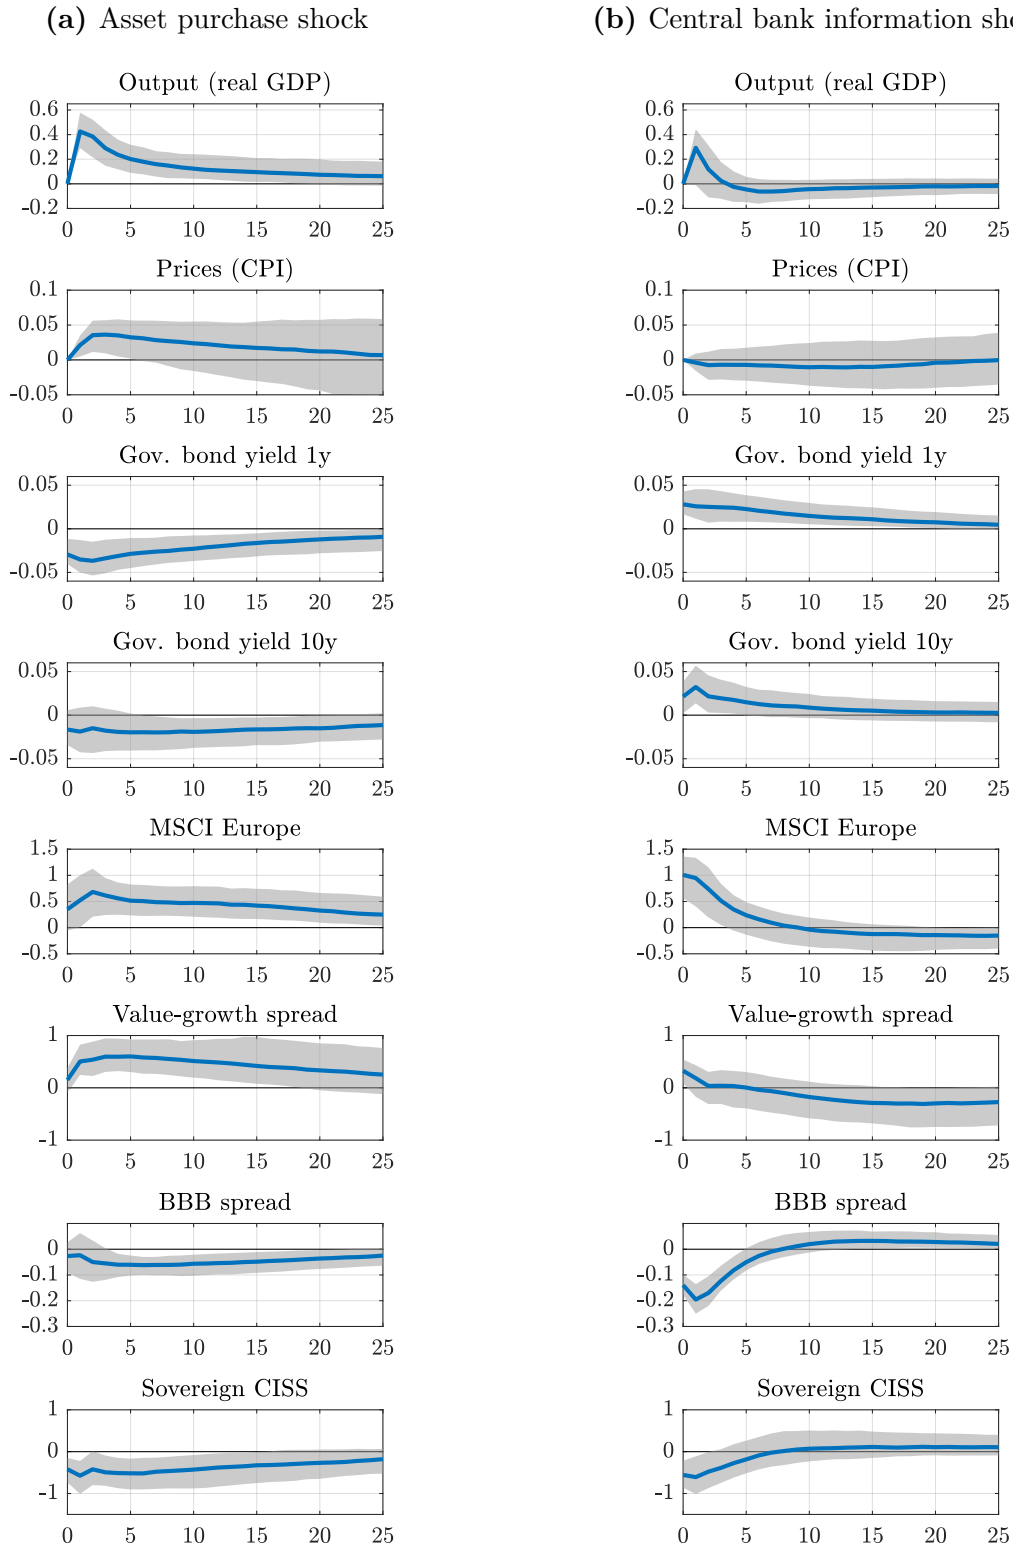 (a) Asset purchase shock
(b) Central bank information sho
Output (real GDP)
0.6
0.4
0.2
0
-0.2
0 5 10 15 20 25
Output (real GDP)
0.6
0.4
0.2
0
-0.2
0 5 10 15 20 25
Prices (CPI)
0.1
0.05
0
-0.05
0 5 10 15 20 25
Prices (CPI)
0.1
0.05
0
-0.05
0 5 10 15 20 25
Gov. bond yield 1y
0.05
0
-0.05
0 5 10 15 20 25
Gov. bond yield 1y
0.05
0
-0.05
0 5 10 15 20 25
Gov. bond yield 10y
0.05
0
-0.05
0 5 10 15 20 25
Gov. bond yield 10y
0.05
0
-0.05
0 5 10 15 20 25
MSCI Europe
1.5
1
0.5
0
-0.5
0 5 10 15 20 25
MSCI Europe
1.5
1
0.5
0
-0.5
0 5 10 15 20 25
Value-growth spread
1
0
-1
0 5 10 15 20 25
Value-growth spread
1
0
-1
0 5 10 15 20 25
BBB spread
0
-0.1
-0.2
-0.3
0 5 10 15 20 25
BBB spread
0
-0.1
-0.2
-0.3
0 5 10 15 20 25
Sovereign CISS
1
0
-1
0 5 10 15 20 25
Sovereign CISS
1
0
-1
0 5 10 15 20 25